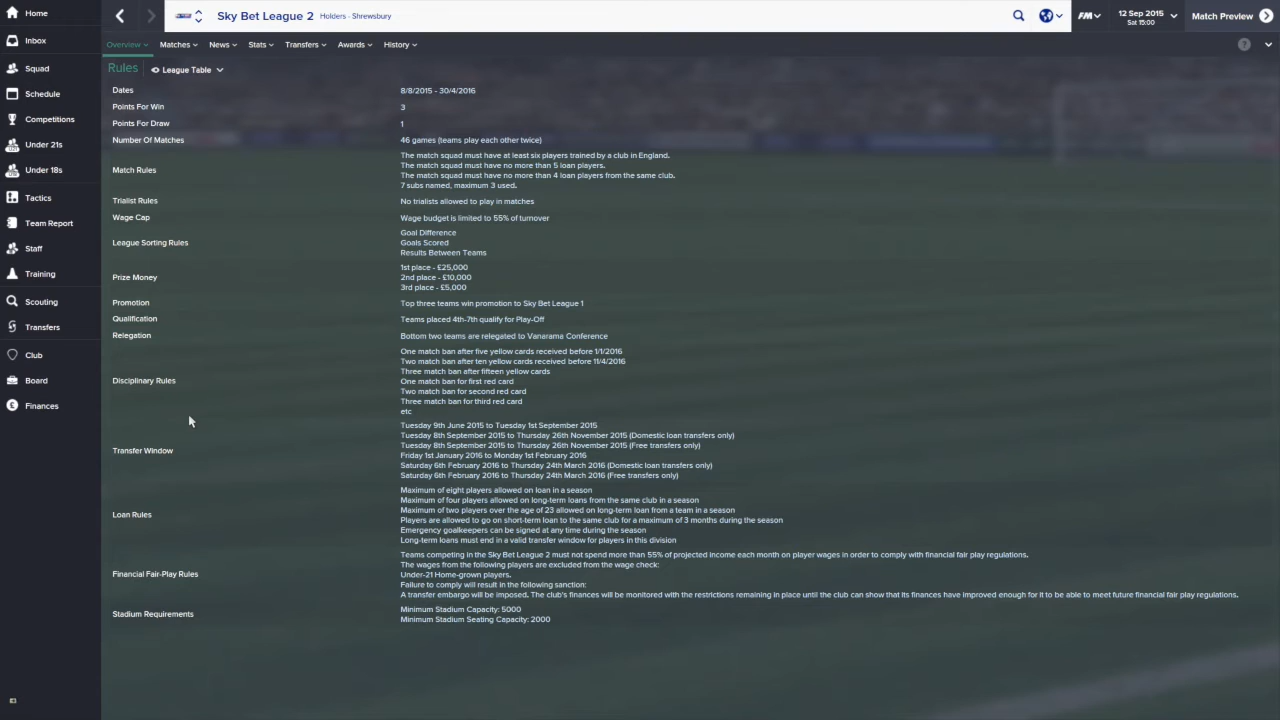 Home
Sky Bet League 2 Holders - Shrewsbury
FM
12 Sep 2015
Sat 15:00
Match Preview
Inbox
Overview Matches News Stats Transfers Awards History
?
Squad
Rules League Table
Schedule
Competitions
Under 21s
Under 18s
Tactics
Team Report
Staff
Training
Scouting
Transfers
Club
Board
Finances
Dates 8/8/2015 - 30/4/2016
Points For Win 3
Points For Draw 1
Number Of Matches 46 games (teams play each other twice)
Match Rules
The match squad must have at least six players trained by a club in England.
The match squad must have no more than 5 loan players.
The match squad must have no more than 4 loan players from the same club.
7 subs named, maximum 3 used.
Trialist Rules No trialists allowed to play in matches
Wage Cap Wage budget is limited to 55% of turnover
League Sorting Rules
Goal Difference
Goals Scored
Results Between Teams
Prize Money
1st place - £25,000
2nd place - £10,000
3rd place - £5,000
Promotion Top three teams win promotion to Sky Bet League 1
Qualification Teams placed 4th-7th qualify for Play-Off
Relegation Bottom two teams are relegated to Vanarama Conference
Disciplinary Rules
One match ban after five yellow cards received before 1/1/2016
Two match ban after ten yellow cards received before 11/4/2016
Three match ban after fifteen yellow cards
One match ban for first red card
Two match ban for second red card
Three match ban for third red card
etc
Transfer Window
Tuesday 9th June 2015 to Tuesday 1st September 2015
Tuesday 8th September 2015 to Thursday 26th November 2015 (Domestic loan transfers only)
Tuesday 8th September 2015 to Thursday 26th November 2015 (Free transfers only)
Friday 1st January 2016 to Monday 1st February 2016
Saturday 6th February 2016 to Thursday 24th March 2016 (Domestic loan transfers only)
Saturday 6th February 2016 to Thursday 24th March 2016 (Free transfers only)
Loan Rules
Maximum of eight players allowed on loan in a season
Maximum of four players allowed on long-term loans from the same club in a season
Maximum of two players over the age of 23 allowed on long-term loan from a team in a season
Players are allowed to go on short-term loan to the same club for a maximum of 3 months during the season
Emergency goalkeepers can be signed at any time during the season
Long-term loans must end in a valid transfer window for players in this division
Financial Fair-Play Rules
Teams competing in the Sky Bet League 2 must not spend more than 55% of projected income each month on player wages in order to comply with financial fair play regulations.
The wages from the following players are excluded from the wage check:
Under-21 Home-grown players.
Failure to comply will result in the following sanction:
A transfer embargo will be imposed. The club's finances will be monitored with the restrictions remaining in place until the club can show that its finances have improved enough for it to be able to meet future financial fair play regulations.
Stadium Requirements
Minimum Stadium Capacity: 5000
Minimum Stadium Seating Capacity: 2000